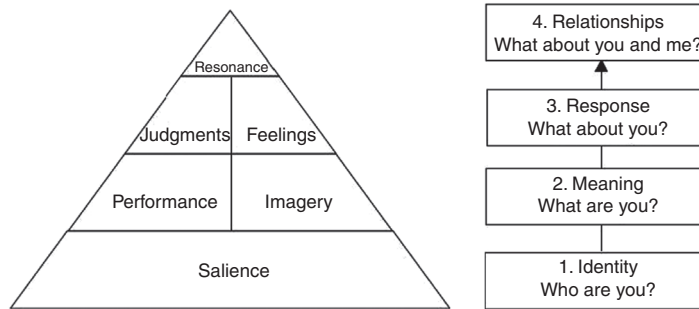 Resonance
Judgments
Feelings
Performance
Imagery
Salience
4. Relationships
What about you and me?
3. Response
What about you?
2. Meaning
What are you?
1. Identity
Who are you?